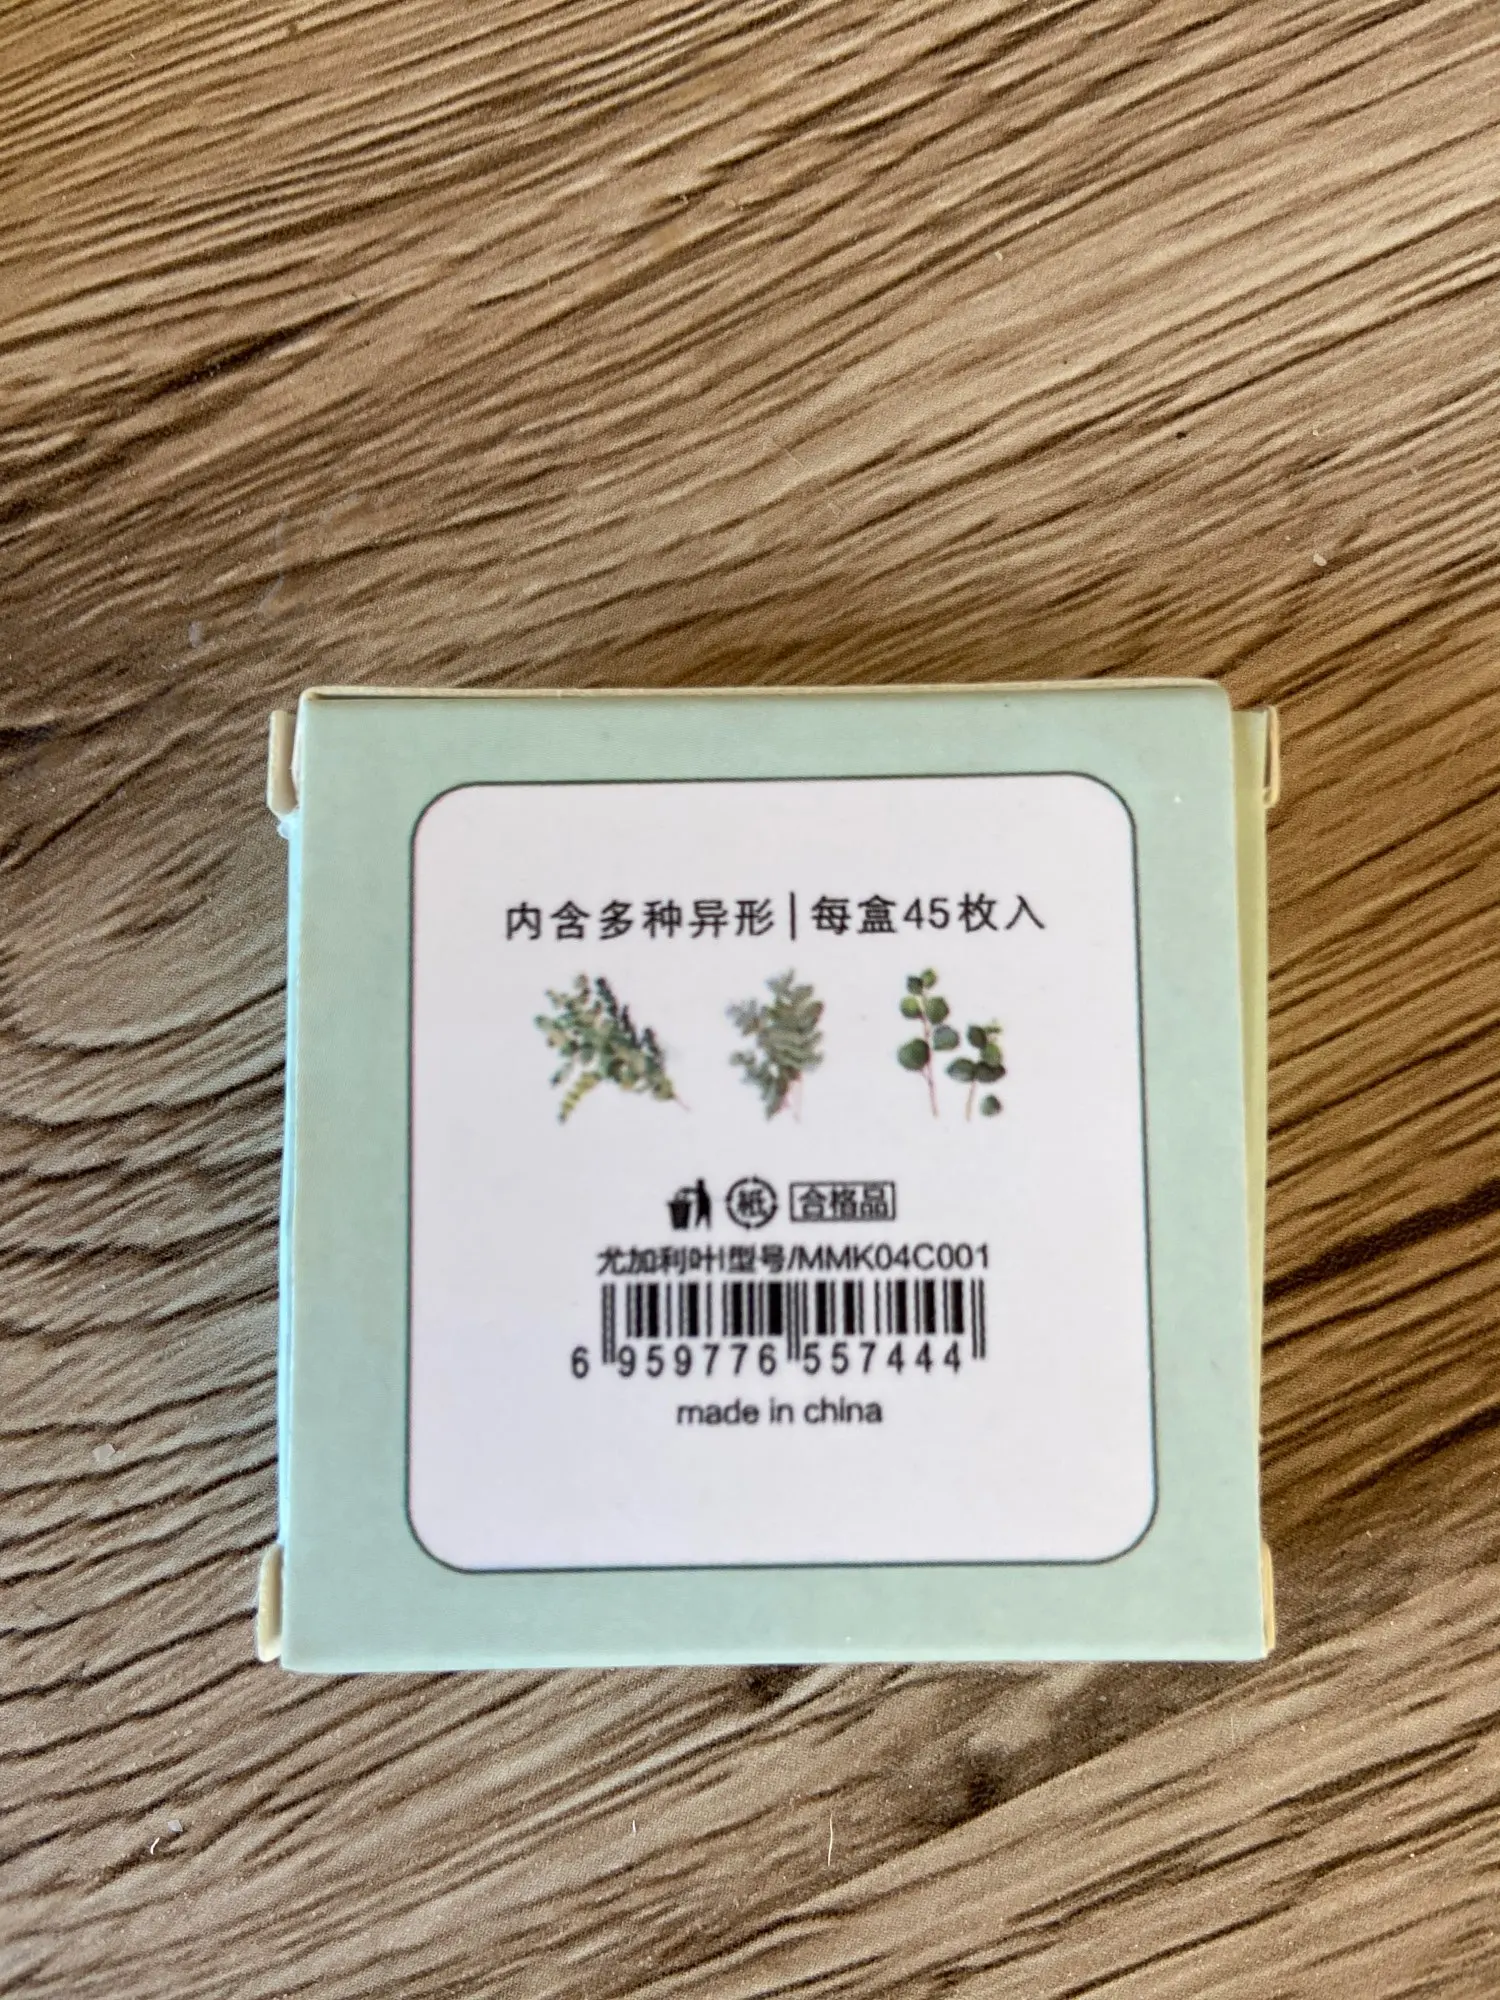 内含多种异形|每盒45枚入
紙 合格品
尤加利叶|型号/MMK04C001
6 959776 557444
made in china